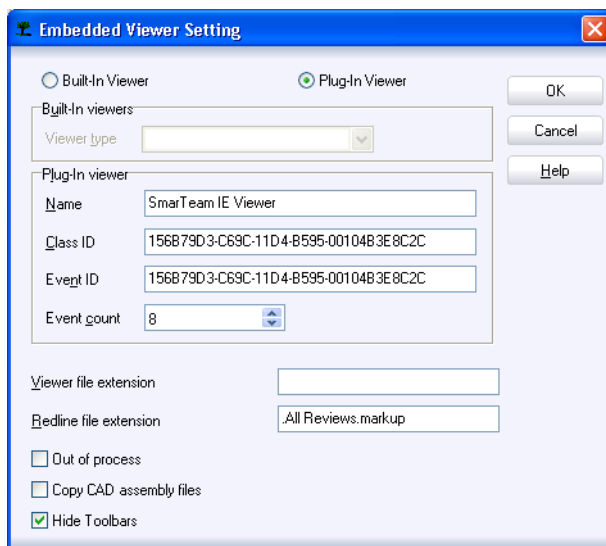 Embedded Viewer Setting
Built-In Viewer
Plug-In Viewer
OK
Built-In viewers
Viewer type
Cancel
Plug-In viewer
Help
Name
SmarTeam IE Viewer
Class ID
156B79D3-C69C-11D4-B595-00104B3E8C2C
Event ID
156B79D3-C69C-11D4-B595-00104B3E8C2C
Event count
8
Viewer file extension
Redline file extension
.All Reviews.markup
Out of process
Copy CAD assembly files
Hide Toolbars